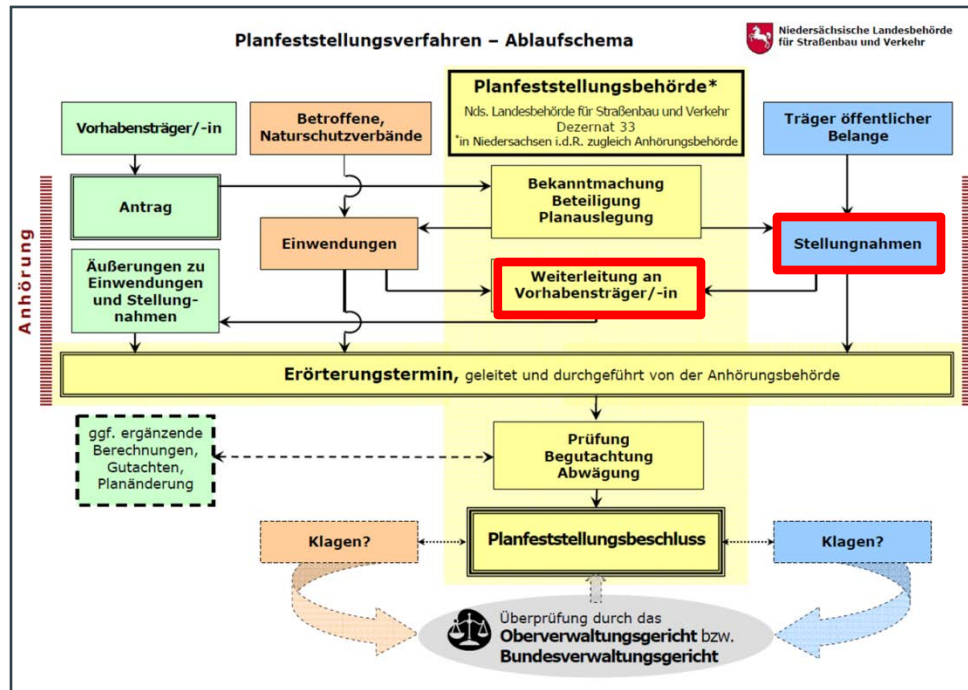 Planfeststellungsverfahren – Ablaufschema
Niedersächsische Landesbehörde
für Straßenbau und Verkehr
Planfeststellungsbehörde*
Nds. Landesbehörde für Straßenbau und Verkehr
Dezernat 33
*in Niedersachsen i.d.R. zugleich Anhörungsbehörde
Vorhabensträger/-in
Betroffene,
Naturschutzverbände
Träger öffentlicher
Belange
Anhörung
Antrag
Bekanntmachung
Beteiligung
Planauslegung
Einwendungen
Stellungnahmen
Äußerungen zu
Einwendungen
und Stellung-
nahmen
Weiterleitung an
Vorhabensträger/-in
Erörterungstermin, geleitet und durchgeführt von der Anhörungsbehörde
ggf. ergänzende
Berechnungen,
Gutachten,
Planänderung
Prüfung
Begutachtung
Abwägung
Klagen?
Planfeststellungsbeschluss
Klagen?
Überprüfung durch das
Oberverwaltungsgericht bzw.
Bundesverwaltungsgericht